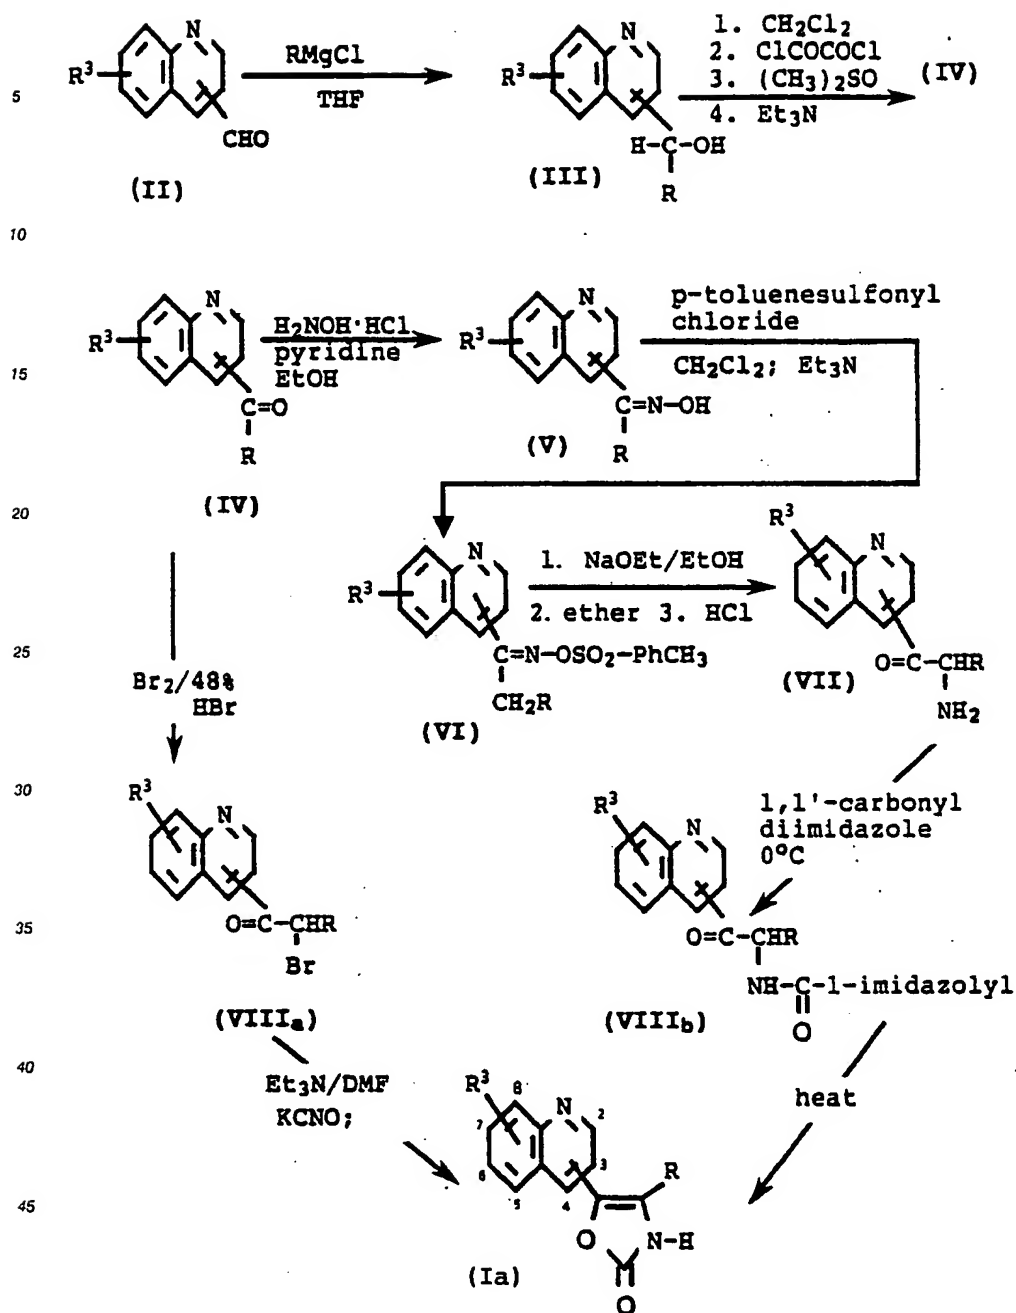 N
R³
CHO
(II)
RMgCl
THF
N
R³
H-C-OH
R
(III)
1. CH₂Cl₂
2. ClCOCOCl
3. (CH₃)₂SO
4. Et₃N
(IV)
5
10
N
R³
C=O
R
(IV)
H₂NOH·HCl
pyridine
EtOH
N
R³
C=N-OH
R
(V)
p-toluenesulfonyl
chloride
CH₂Cl₂; Et₃N
15
20
N
R³
C=N-OSO₂-PhCH₃
CH₂R
(VI)
1. NaOEt/EtOH
2. ether 3. HCl
R³
N
O=C-CHR
NH₂
(VII)
25
Br₂/48%
HBr
30
R³
N
O=C-CHR
Br
(VIIIₐ)
1,1'-carbonyl
diimidazole
0°C
R³
N
O=C-CHR
NH-C-1-imidazolyl
O
(VIII_b)
35
40
Et₃N/DMF
KCNO;
heat
R³
8
N
2
7
3
6
5
4
R
O
N-H
O
(Ia)
45